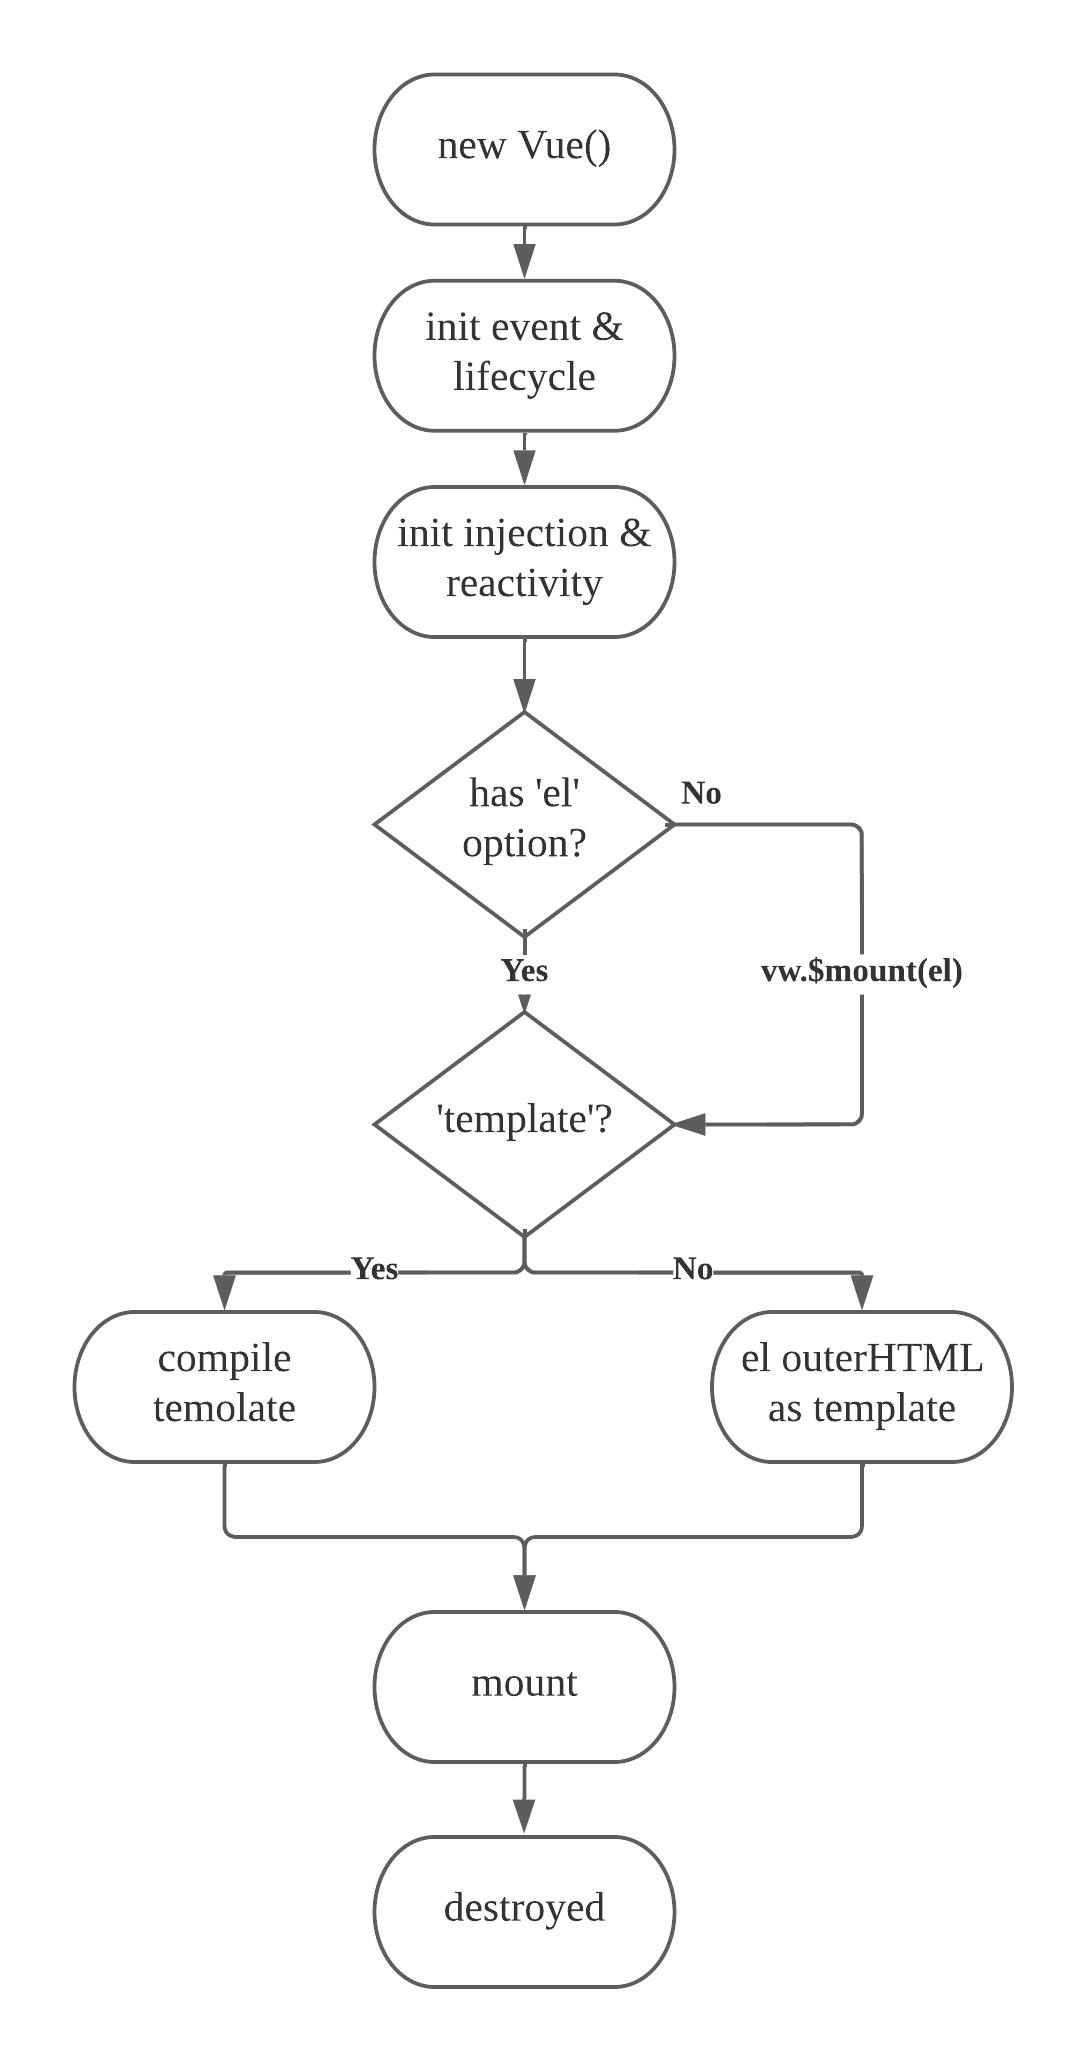 new Vue()
init event &
lifecycle
init injection &
reactivity
has 'el'
option?
No
Yes
vw.$mount(el)
'template'?
Yes
No
compile
temolate
el outerHTML
as template
mount
destroyed